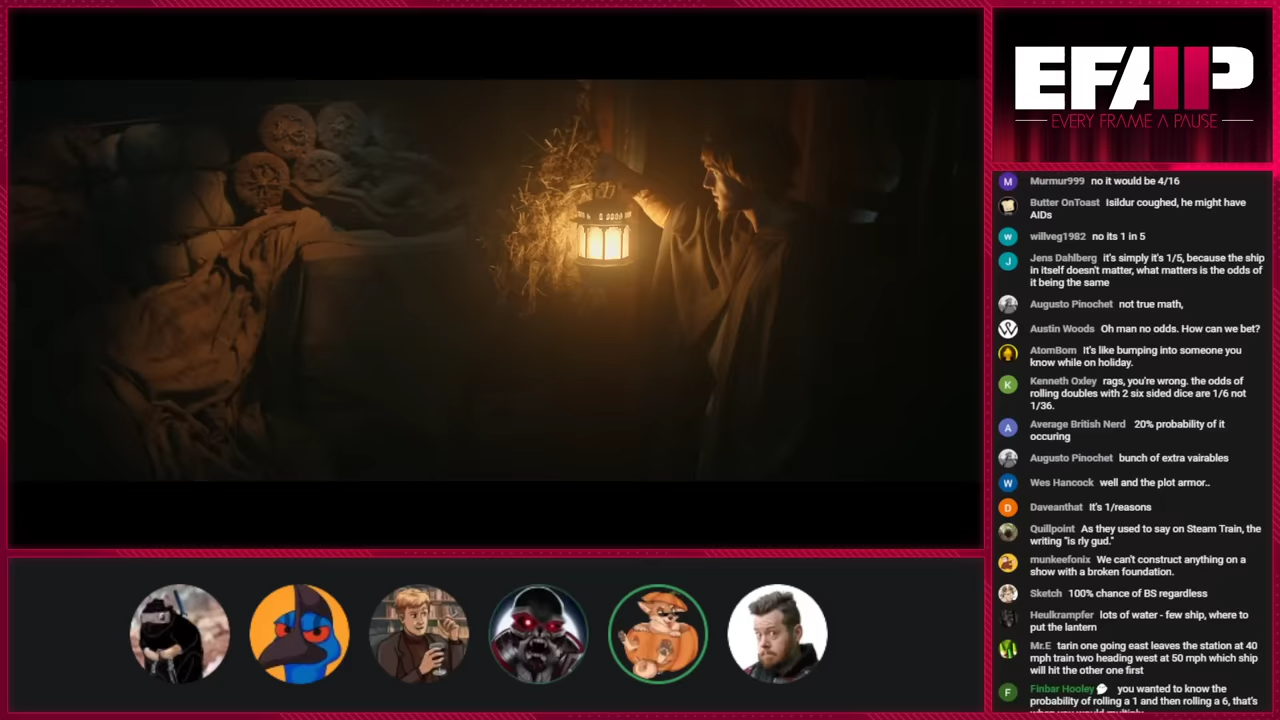 EFAP
EVERY FRAME A PAUSE
M Murmur999 no it would be 4/16
Butter OnToast Isildur coughed, he might have
AIDs
w willveg1982 no its 1 in 5
J Jens Dahlberg it's simply it's 1/5, because the ship
in itself doesn't matter, what matters is the odds of
it being the same
Augusto Pinochet not true math,
Austin Woods Oh man no odds. How can we bet?
AtomBom It's like bumping into someone you
know while on holiday.
K Kenneth Oxley rags, you're wrong. the odds of
rolling doubles with 2 six sided dice are 1/6 not
1/36.
A Average British Nerd 20% probability of it
occuring
Augusto Pinochet bunch of extra vairables
W Wes Hancock well and the plot armor..
D Daveanthat It's 1/reasons
Quillpoint As they used to say on Steam Train, the
writing "is rly gud."
munkeefonix We can't construct anything on a
show with a broken foundation.
Sketch 100% chance of BS regardless
Heulkrampfer lots of water - few ship, where to
put the lantern
Mr.E tarin one going east leaves the station at 40
mph train two heading west at 50 mph which ship
will hit the other one first
F Finbar Hooley you wanted to know the
probability of rolling a 1 and then rolling a 6, that's